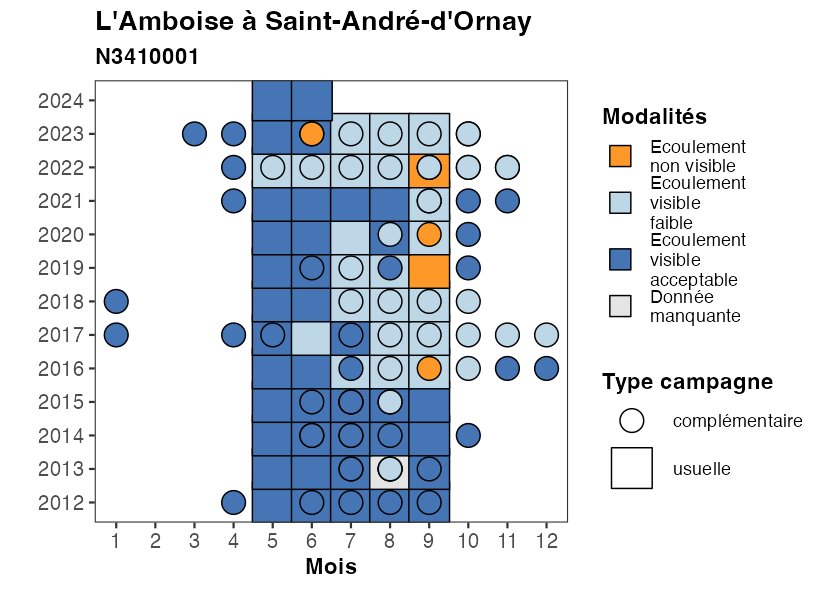 L'Amboise à Saint-André-d'Ornay
N3410001
2024
2023
2022
2021
2020
2019
2018
2017
2016
2015
2014
2013
2012
1 2 3 4 5 6 7 8 9 10 11 12
Mois
Modalités
Ecoulement
non visible
Ecoulement
visible
faible
Ecoulement
visible
acceptable
Donnée
manquante
Type campagne
complémentaire
usuelle